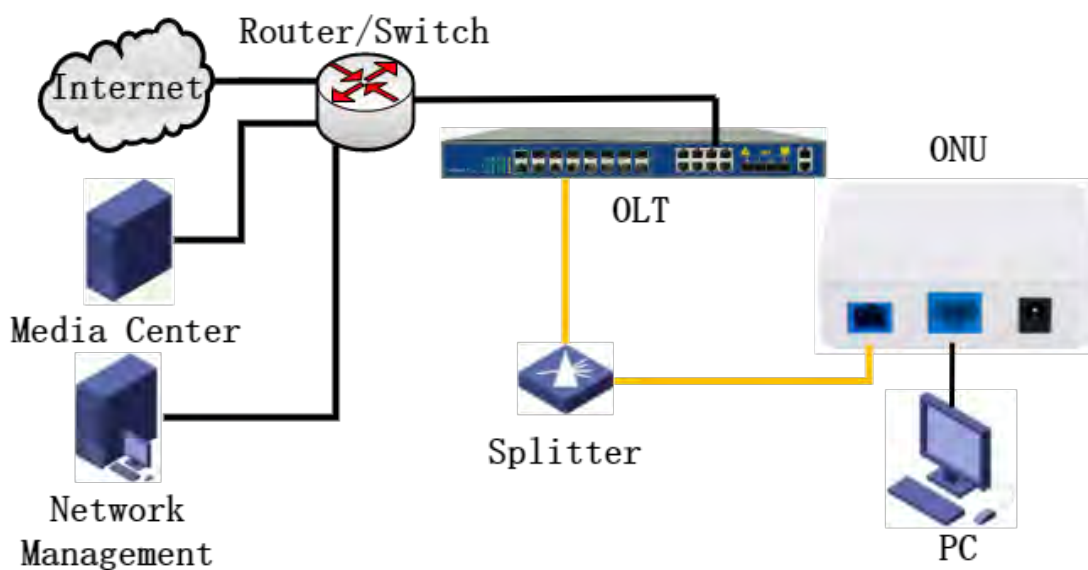 Router/Switch
Internet
ONU
OLT
Media Center
Splitter
Network
Management
PC